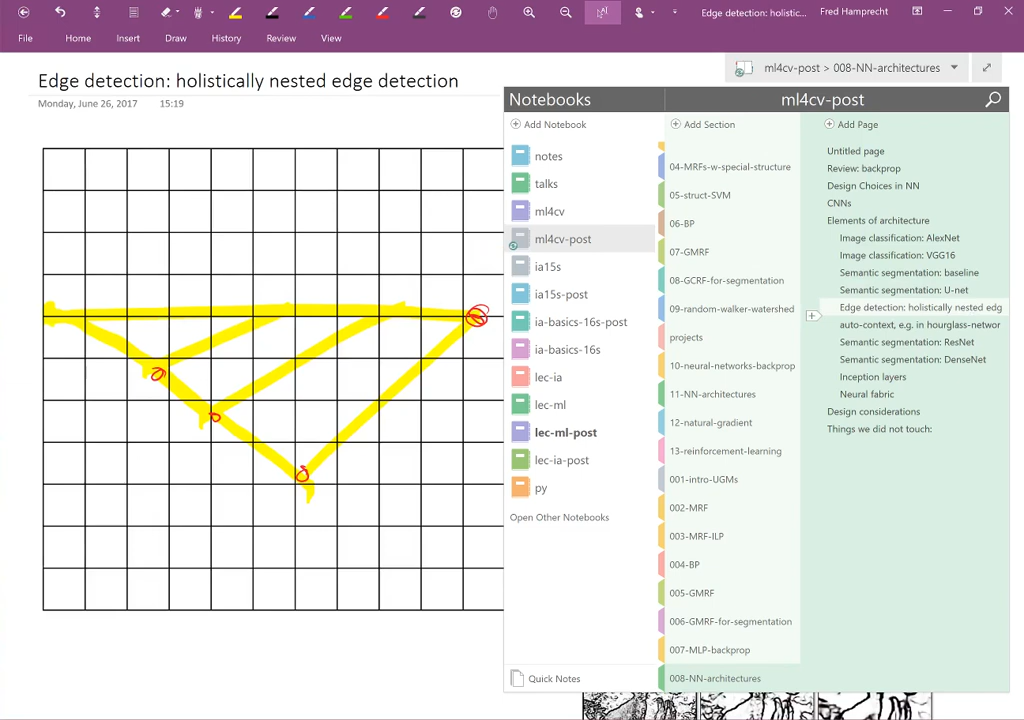 Edge detection: holistic... Fred Hamprecht
File Home Insert Draw History Review View
Edge detection: holistically nested edge detection
Monday, June 26, 2017 15:19
ml4cv-post > 008-NN-architectures
Notebooks
Add Notebook
notes
talks
ml4cv
ml4cv-post
ia15s
ia15s-post
ia-basics-16s-post
ia-basics-16s
lec-ia
lec-ml
lec-ml-post
lec-ia-post
py
Open Other Notebooks
Quick Notes
ml4cv-post
Add Section
04-MRFs-w-special-structure
05-struct-SVM
06-BP
07-GMRF
08-GCRF-for-segmentation
09-random-walker-watershed
projects
10-neural-networks-backprop
11-NN-architectures
12-natural-gradient
13-reinforcement-learning
001-intro-UGMs
002-MRF
003-MRF-ILP
004-BP
005-GMRF
006-GMRF-for-segmentation
007-MLP-backprop
008-NN-architectures
Add Page
Untitled page
Review: backprop
Design Choices in NN
CNNs
Elements of architecture
Image classification: AlexNet
Image classification: VGG16
Semantic segmentation: baseline
Semantic segmentation: U-net
Edge detection: holistically nested edg
auto-context, e.g. in hourglass-networ
Semantic segmentation: ResNet
Semantic segmentation: DenseNet
Inception layers
Neural fabric
Design considerations
Things we did not touch: